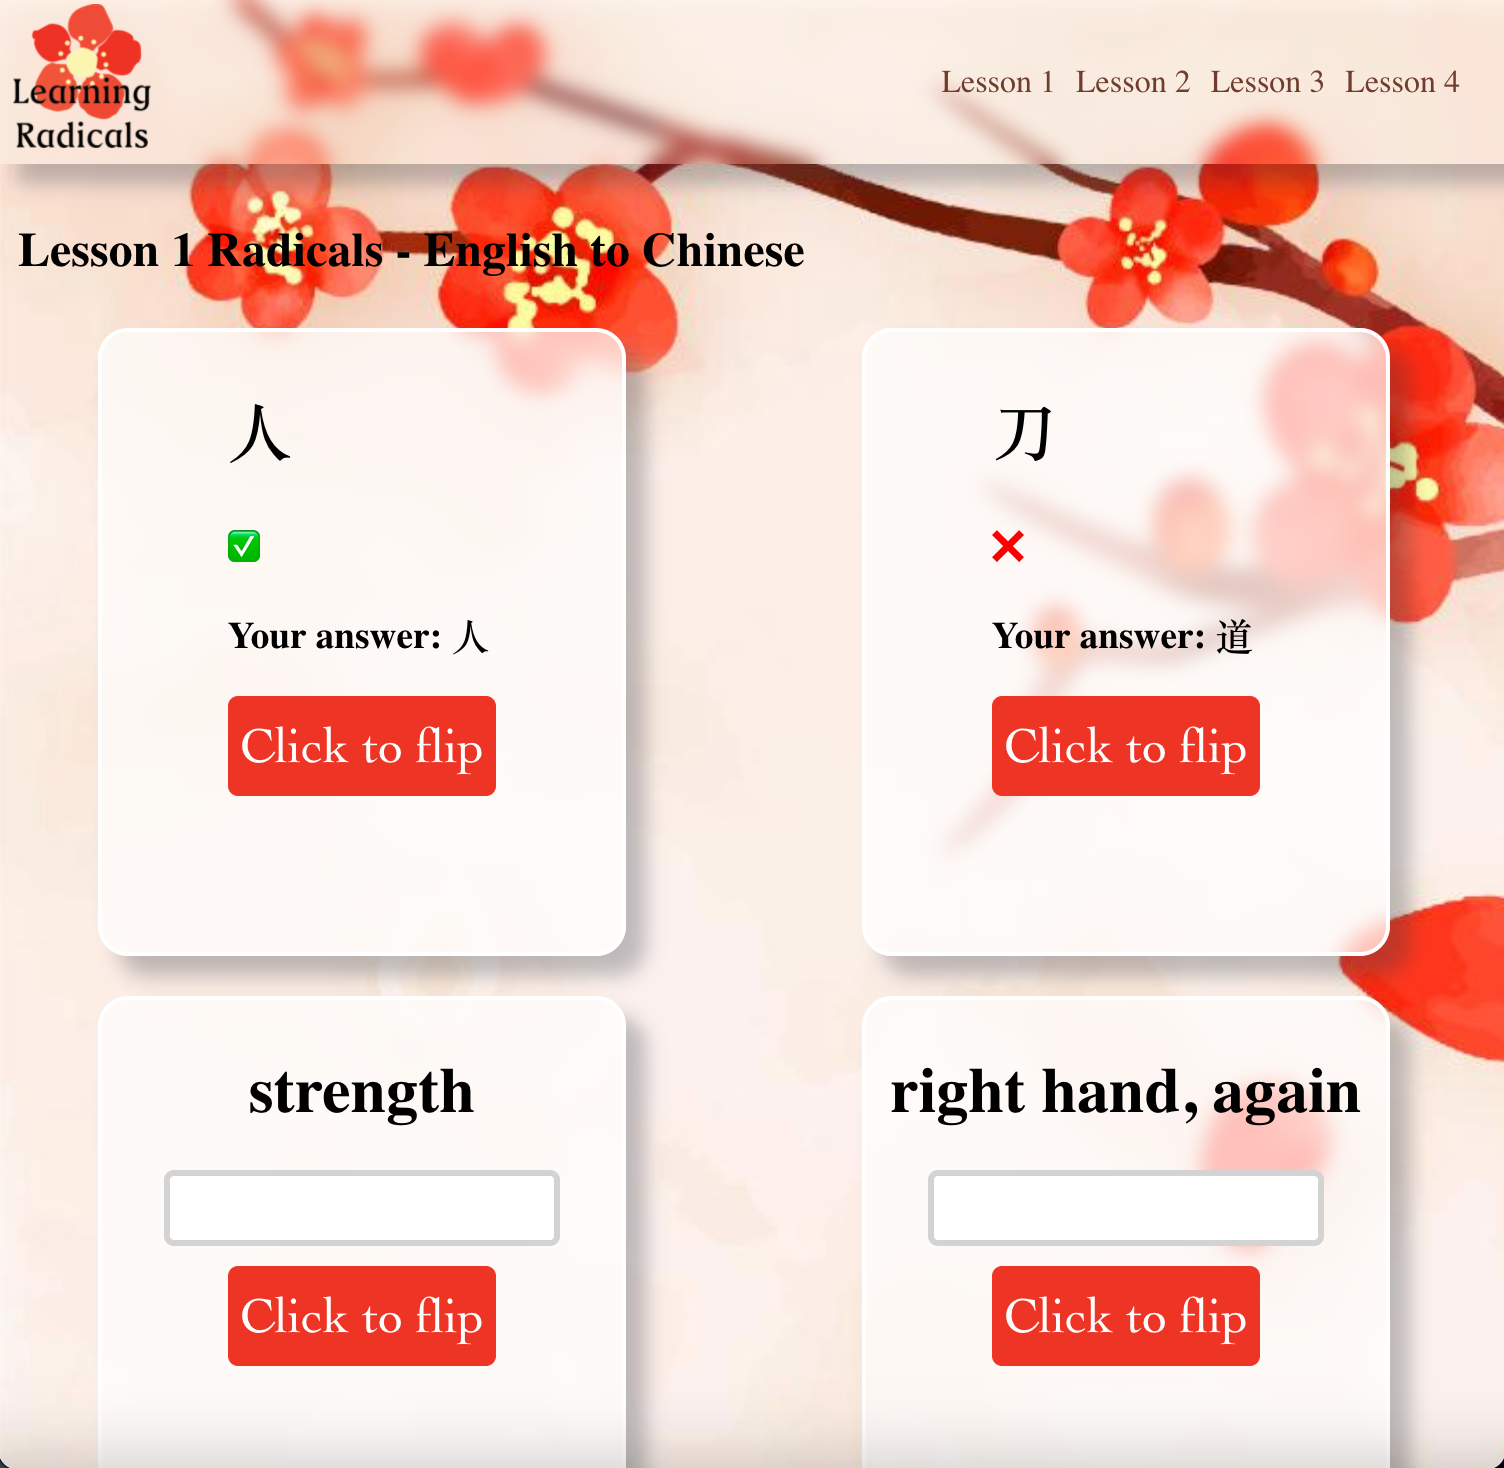 Learning
Radicals
Lesson 1 Lesson 2 Lesson 3 Lesson 4
Lesson 1 Radicals - English to Chinese
人
✅
Your answer: 人
Click to flip
刀
❌
Your answer: 道
Click to flip
strength
Click to flip
right hand, again
Click to flip